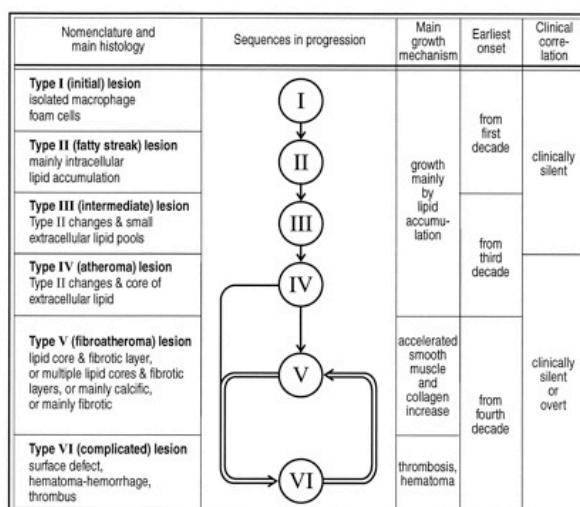 Nomenclature and
main histology
Sequences in progression
Main
growth
mechanism
Earliest
onset
Clinical
corre-
lation
Type I (initial) lesion
isolated macrophage
foam cells
Type II (fatty streak) lesion
mainly intracellular
lipid accumulation
Type III (intermediate) lesion
Type II changes & small
extracellular lipid pools
Type IV (atheroma) lesion
Type II changes & core of
extracellular lipid
Type V (fibroatheroma) lesion
lipid core & fibrotic layer,
or multiple lipid cores & fibrotic
layers, or mainly calcific,
or mainly fibrotic
Type VI (complicated) lesion
surface defect,
hematoma-hemorrhage,
thrombus
I
II
III
IV
V
VI
growth
mainly
by
lipid
accumu-
lation
accelerated
smooth
muscle
and
collagen
increase
thrombosis,
hematoma
from
first
decade
from
third
decade
from
fourth
decade
clinically
silent
clinically
silent
or
overt